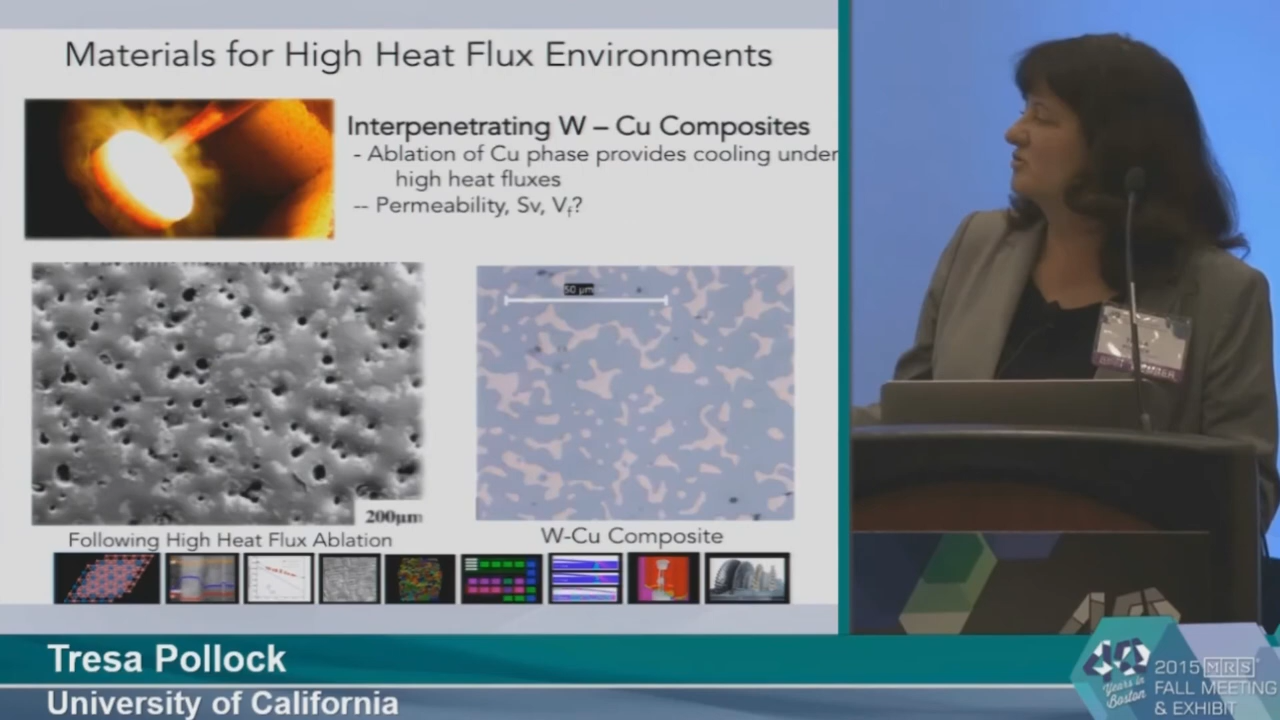 Materials for High Heat Flux Environments
Interpenetrating W – Cu Composites
- Ablation of Cu phase provides cooling under
high heat fluxes
-- Permeability, Sv, Vf?
50 μm
200μm
Following High Heat Flux Ablation
W-Cu Composite
Tresa Pollock
University of California
40
Years in
Boston
2015 MRS
FALL MEETING
& EXHIBIT